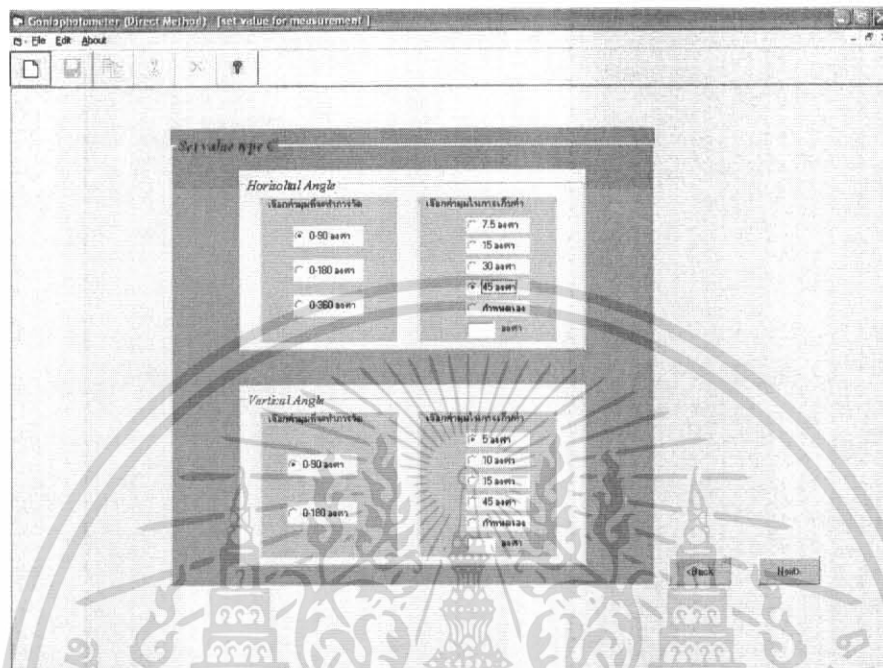 Goniophotometer (Direct Method) - [set value for measurement ]
File Edit About
Set value type C
Horizoltal Angle
เลือกค่ามุมที่จะทำการวัด
0-90 องศา
0-180 องศา
0-360 องศา
เลือกค่ามุมในการเก็บค่า
7.5 องศา
15 องศา
30 องศา
45 องศา
กำหนดเอง
องศา
Vertical Angle
เลือกค่ามุมที่จะทำการวัด
0-90 องศา
0-180 องศา
เลือกค่ามุมในการเก็บค่า
5 องศา
10 องศา
15 องศา
45 องศา
กำหนดเอง
องศา
<Back
Next>